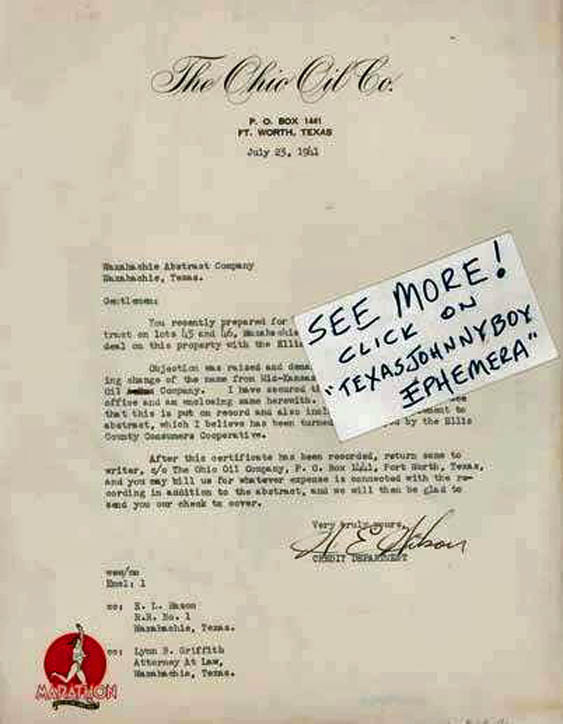 The Ohio Oil Co.
P. O. BOX 1441
FT. WORTH, TEXAS
July 23, 1941
Waxahachie Abstract Company
Waxahachie, Texas.
Gentlemen:
You recently prepared for
trust on lots 45 and 46, Waxahachie
deal on this property with the Ellis
Objection was raised and
ing change of the name from Mid-Kansas
Oil Company. I have secured
office and am enclosing same herewith.
that this is put on record and also
abstract, which I believe has been turned by the Ellis
County Consumers Cooperative.
After this certificate has been recorded, return same to
writer, c/o The Ohio Oil Company, P. O. Box 1441, Fort Worth, Texas,
and you may bill us for whatever expense is connected with the re-
cording in addition to the abstract, and we will then be glad to
send you our check to cover.
SEE MORE!
CLICK ON
"TEXASJOHNNYBOY
EPHEMERA"
Very truly yours,
CREDIT DEPARTMENT
Encl: 1
cc: E. L. Mason
R.R. No. 1
Waxahachie, Texas.
cc: Lynn B. Griffith
Attorney At Law,
Waxahachie, Texas.
MARATHON